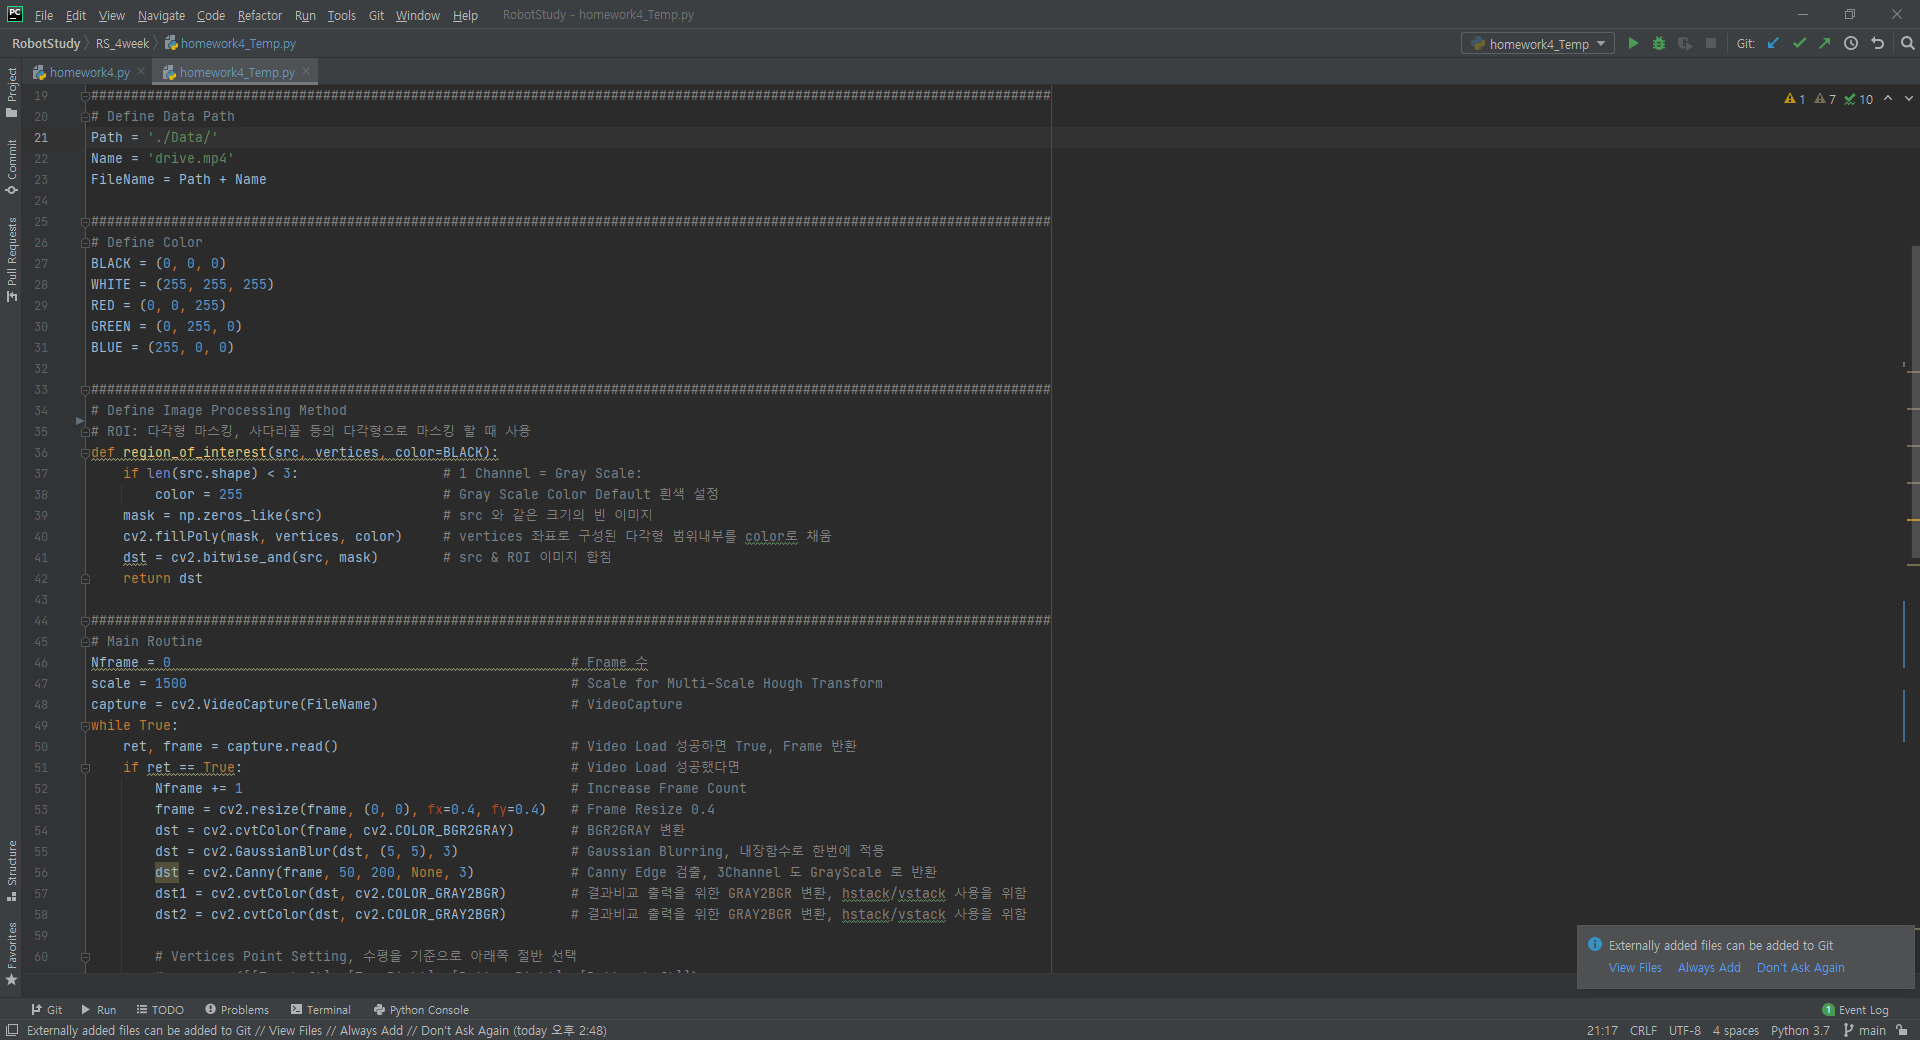 File Edit View Navigate Code Refactor Run Tools Git Window Help RobotStudy - homework4_Temp.py
RobotStudy RS_4week homework4_Temp.py homework4_Temp Git:
homework4.py homework4_Temp.py
Project
Commit
Pull Requests
Structure
Favorites
1 7 10
19 ########################################################################################################################
20 # Define Data Path
21 Path = './Data/'
22 Name = 'drive.mp4'
23 FileName = Path + Name
24
25 ########################################################################################################################
26 # Define Color
27 BLACK = (0, 0, 0)
28 WHITE = (255, 255, 255)
29 RED = (0, 0, 255)
30 GREEN = (0, 255, 0)
31 BLUE = (255, 0, 0)
32
33 ########################################################################################################################
34 # Define Image Processing Method
35 # ROI: 다각형 마스킹, 사다리꼴 등의 다각형으로 마스킹 할 때 사용
36 def region_of_interest(src, vertices, color=BLACK):
37 if len(src.shape) < 3: # 1 Channel = Gray Scale:
38 color = 255 # Gray Scale Color Default 흰색 설정
39 mask = np.zeros_like(src) # src 와 같은 크기의 빈 이미지
40 cv2.fillPoly(mask, vertices, color) # vertices 좌표로 구성된 다각형 범위내부를 color로 채움
41 dst = cv2.bitwise_and(src, mask) # src & ROI 이미지 합침
42 return dst
43
44 ########################################################################################################################
45 # Main Routine
46 Nframe = 0 # Frame 수
47 scale = 1500 # Scale for Multi-Scale Hough Transform
48 capture = cv2.VideoCapture(FileName) # VideoCapture
49 while True:
50 ret, frame = capture.read() # Video Load 성공하면 True, Frame 반환
51 if ret == True: # Video Load 성공했다면
52 Nframe += 1 # Increase Frame Count
53 frame = cv2.resize(frame, (0, 0), fx=0.4, fy=0.4) # Frame Resize 0.4
54 dst = cv2.cvtColor(frame, cv2.COLOR_BGR2GRAY) # BGR2GRAY 변환
55 dst = cv2.GaussianBlur(dst, (5, 5), 3) # Gaussian Blurring, 내장함수로 한번에 적용
56 dst = cv2.Canny(frame, 50, 200, None, 3) # Canny Edge 검출, 3Channel 도 GrayScale 로 반환
57 dst1 = cv2.cvtColor(dst, cv2.COLOR_GRAY2BGR) # 결과비교 출력을 위한 GRAY2BGR 변환, hstack/vstack 사용을 위함
58 dst2 = cv2.cvtColor(dst, cv2.COLOR_GRAY2BGR) # 결과비교 출력을 위한 GRAY2BGR 변환, hstack/vstack 사용을 위함
59
60 # Vertices Point Setting, 수평을 기준으로 아래쪽 절반 선택
Externally added files can be added to Git
View Files Always Add Don't Ask Again
Git Run TODO Problems Terminal Python Console 1 Event Log
Externally added files can be added to Git // View Files // Always Add // Don't Ask Again (today 오후 2:48) 21:17 CRLF UTF-8 4 spaces Python 3.7 main